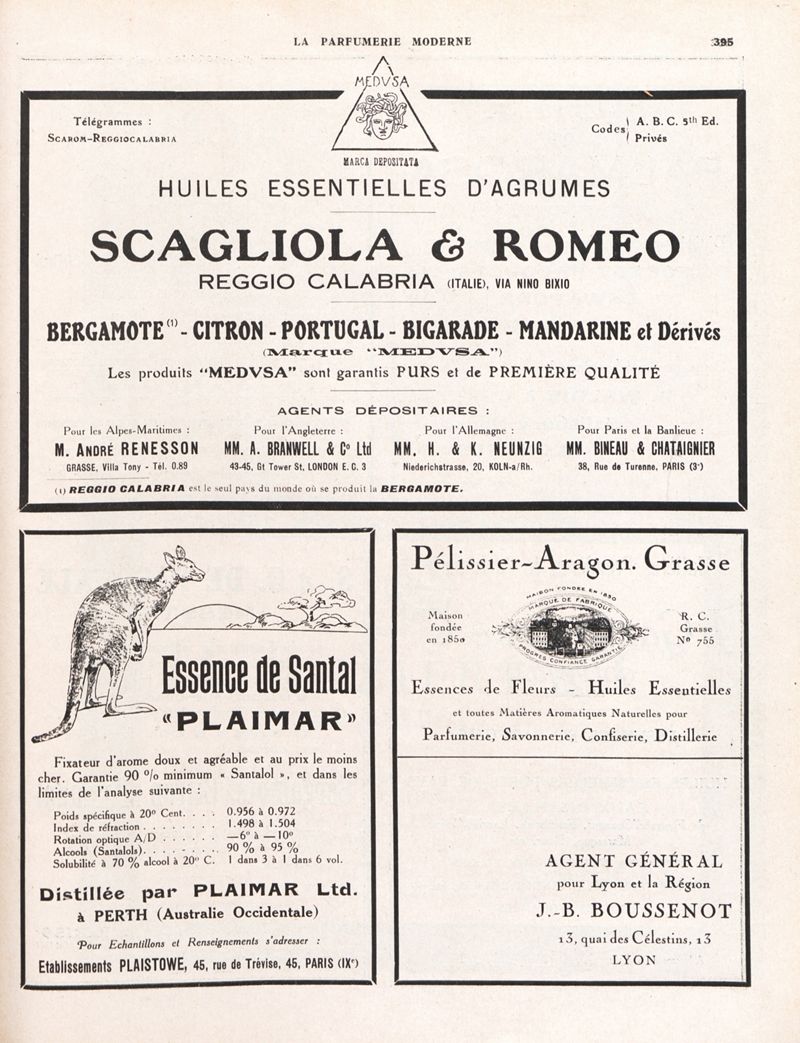 LA PARFUMERIE MODERNE
395
MEDVSA
MARCA DEPOSITATA
Télégrammes :
SCAROM-REGGIOCALABRIA
Codes
A. B. C. 5th Ed.
Privés
HUILES ESSENTIELLES D'AGRUMES
SCAGLIOLA & ROMEO
REGGIO CALABRIA (ITALIE), VIA NINO BIXIO
BERGAMOTE (1) - CITRON - PORTUGAL - BIGARADE - MANDARINE et Dérivés
(Marque "MEDVSA")
Les produits "MEDVSA" sont garantis PURS et de PREMIÈRE QUALITÉ
AGENTS DÉPOSITAIRES :
Pour les Alpes-Maritimes :
M. ANDRÉ RENESSON
GRASSE, Villa Tony - Tél. 0.89
Pour l'Angleterre :
MM. A. BRANWELL & Co Ltd
43-45, Gt Tower St, LONDON E. C. 3
Pour l'Allemagne :
MM. H. & K. NEUNZIG
Niederichstrasse, 20, KOLN-a/Rh.
Pour Paris et la Banlieue :
MM. BINEAU & CHATAIGNIER
38, Rue de Turenne, PARIS (3e)
(1) REGGIO CALABRIA est le seul pays du monde où se produit la BERGAMOTE.
Essence de Santal
"PLAIMAR"
Fixateur d'arome doux et agréable et au prix le moins
cher. Garantie 90 % minimum « Santalol », et dans les
limites de l'analyse suivante :
Poids spécifique à 20° Cent. . . . 0.956 à 0.972
Index de réfraction . . . . . . . . 1.498 à 1.504
Rotation optique A/D . . . . . . —6° à —10°
Alcools (Santalols). . . . . . . . 90 % à 95 %
Solubilité à 70 % alcool à 20° C. 1 dans 3 à 1 dans 6 vol.
Distillée par PLAIMAR Ltd.
à PERTH (Australie Occidentale)
Pour Echantillons et Renseignements s'adresser :
Etablissements PLAISTOWE, 45, rue de Trévise, 45, PARIS (IXe)
Pélissier-Aragon. Grasse
Maison
fondée
en 1850
MAISON FONDÉE EN 1850
MARQUE DE FABRIQUE
PROGRES CONFIANCE GARANTIE
R. C.
Grasse
No 755
Essences de Fleurs - Huiles Essentielles
et toutes Matières Aromatiques Naturelles pour
Parfumerie, Savonnerie, Confiserie, Distillerie
AGENT GÉNÉRAL
pour Lyon et la Région
J.-B. BOUSSENOT
13, quai des Célestins, 13
LYON